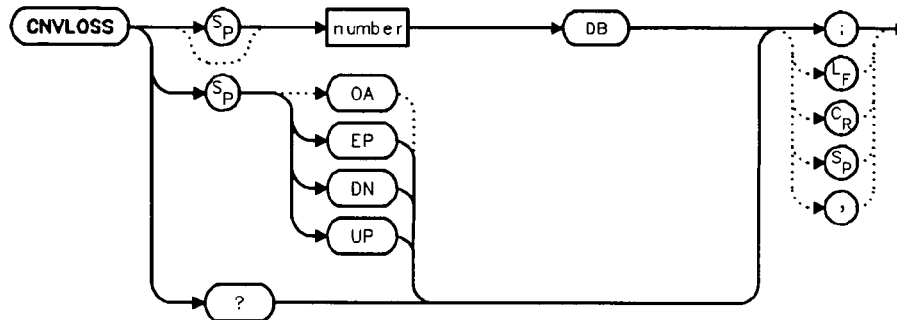 CNVLOSS SP number DB ;
LF
SP OA
EP CR
DN SP
UP ,
?